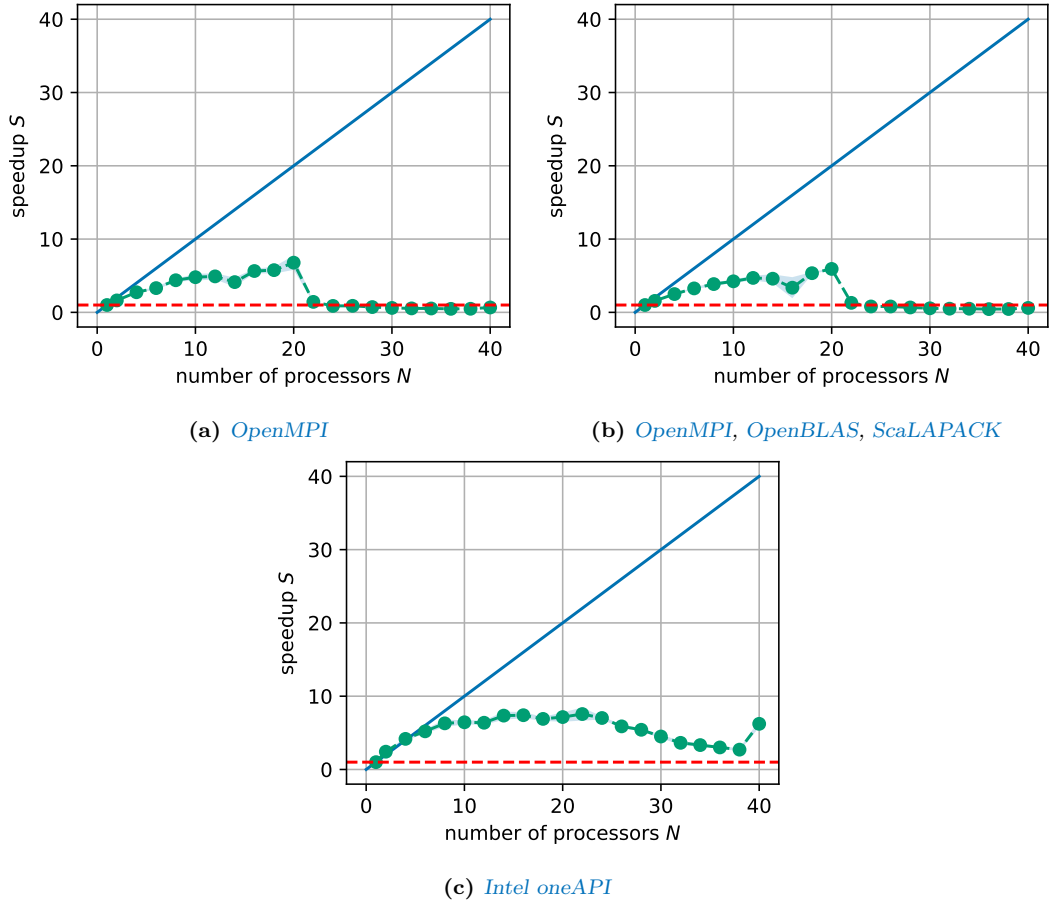 40
30
20
10
0
speedup S
0 10 20 30 40
number of processors N
(a) OpenMPI
40
30
20
10
0
speedup S
0 10 20 30 40
number of processors N
(b) OpenMPI, OpenBLAS, ScaLAPACK
40
30
20
10
0
speedup S
0 10 20 30 40
number of processors N
(c) Intel oneAPI